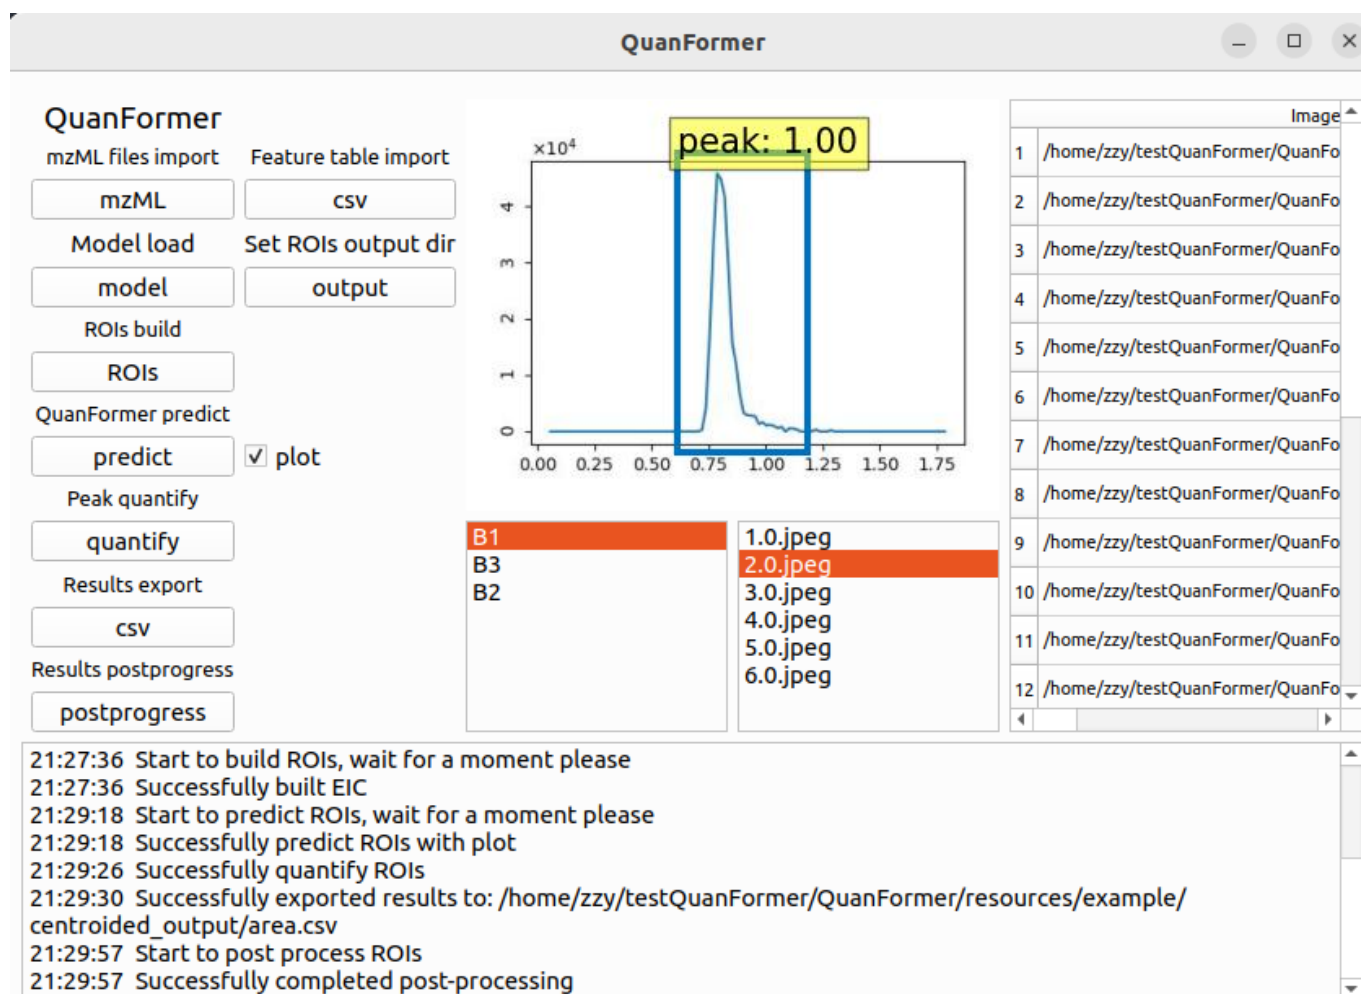 QuanFormer
QuanFormer
mzML files import
Feature table import
mzML
csv
Model load
Set ROIs output dir
model
output
ROIs build
ROIs
QuanFormer predict
predict
plot
Peak quantify
quantify
Results export
csv
Results postprogress
postprogress
×10⁴
peak: 1.00
4
3
2
1
0
0.00 0.25 0.50 0.75 1.00 1.25 1.50 1.75
B1
B3
B2
1.0.jpeg
2.0.jpeg
3.0.jpeg
4.0.jpeg
5.0.jpeg
6.0.jpeg
Image
1 /home/zzy/testQuanFormer/QuanFo
2 /home/zzy/testQuanFormer/QuanFo
3 /home/zzy/testQuanFormer/QuanFo
4 /home/zzy/testQuanFormer/QuanFo
5 /home/zzy/testQuanFormer/QuanFo
6 /home/zzy/testQuanFormer/QuanFo
7 /home/zzy/testQuanFormer/QuanFo
8 /home/zzy/testQuanFormer/QuanFo
9 /home/zzy/testQuanFormer/QuanFo
10 /home/zzy/testQuanFormer/QuanFo
11 /home/zzy/testQuanFormer/QuanFo
12 /home/zzy/testQuanFormer/QuanFo
21:27:36 Start to build ROIs, wait for a moment please
21:27:36 Successfully built EIC
21:29:18 Start to predict ROIs, wait for a moment please
21:29:18 Successfully predict ROIs with plot
21:29:26 Successfully quantify ROIs
21:29:30 Successfully exported results to: /home/zzy/testQuanFormer/QuanFormer/resources/example/
centroided_output/area.csv
21:29:57 Start to post process ROIs
21:29:57 Successfully completed post-processing